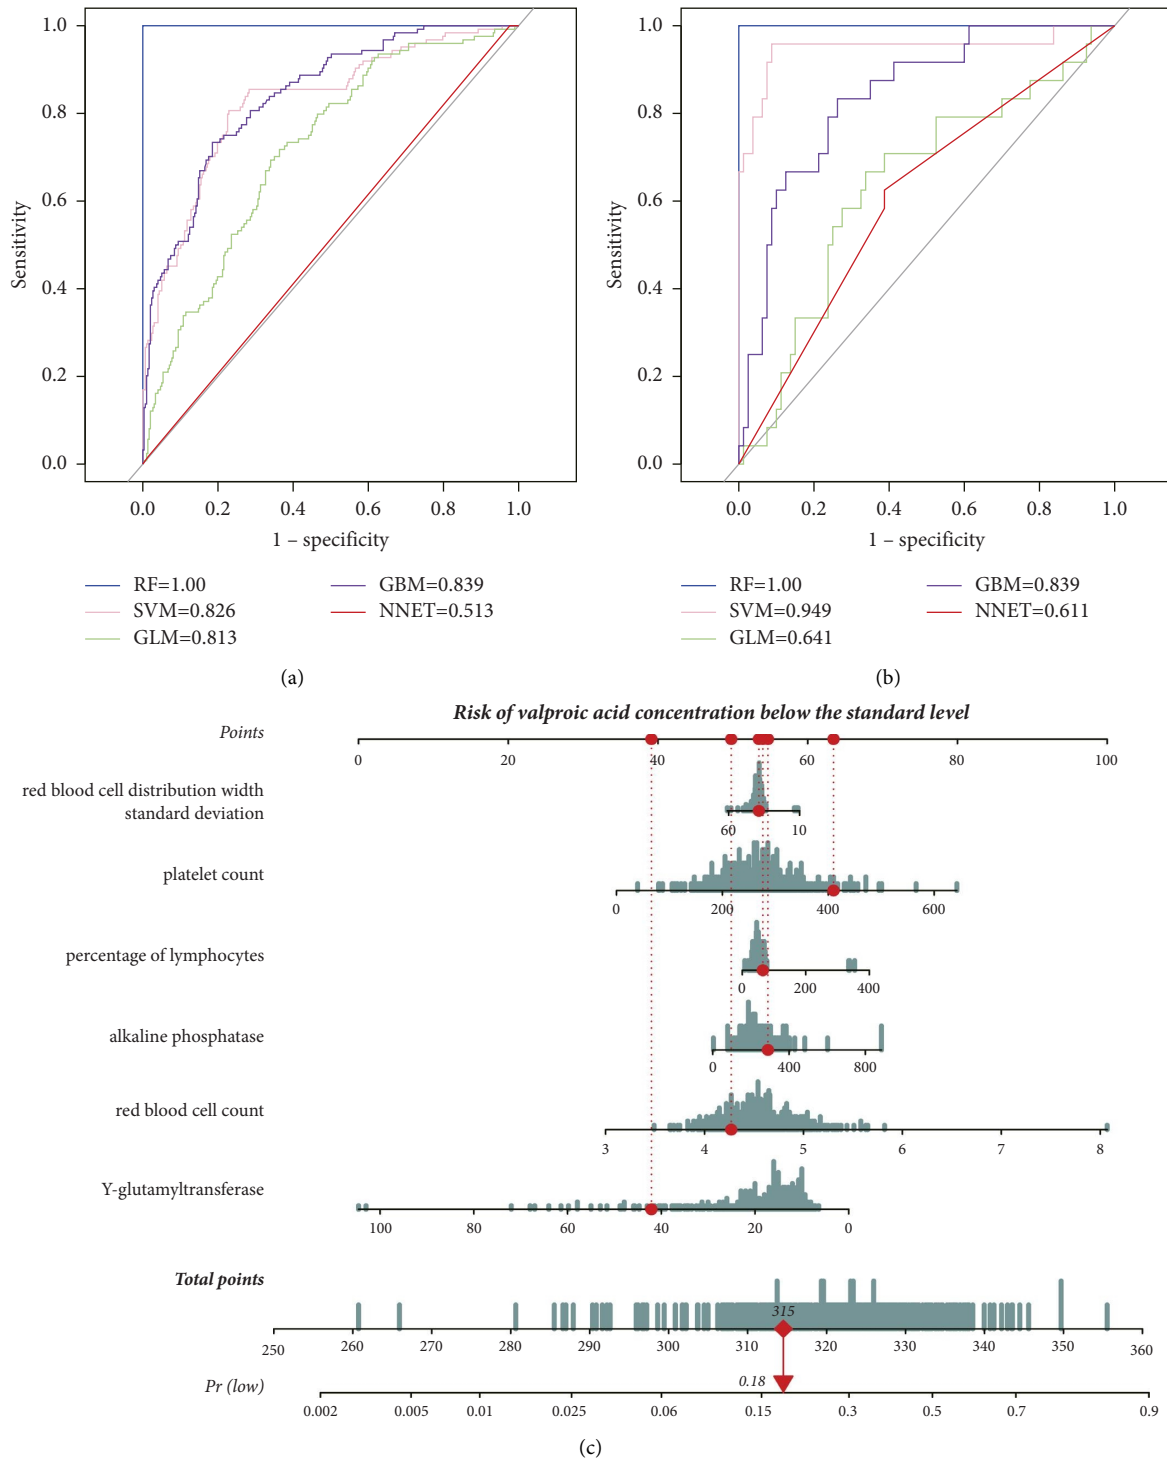 1.0
0.8
0.6
0.4
0.2
0.0
Sensitivity
0.0 0.2 0.4 0.6 0.8 1.0
1 – specificity
RF=1.00 GBM=0.839
SVM=0.826 NNET=0.513
GLM=0.813
(a)
1.0
0.8
0.6
0.4
0.2
0.0
Sensitivity
0.0 0.2 0.4 0.6 0.8 1.0
1 – specificity
RF=1.00 GBM=0.839
SVM=0.949 NNET=0.611
GLM=0.641
(b)
Risk of valproic acid concentration below the standard level
Points
0 20 40 60 80 100
red blood cell distribution width
standard deviation
60 10
platelet count
0 200 400 600
percentage of lymphocytes
0 200 400
alkaline phosphatase
0 400 800
red blood cell count
3 4 5 6 7 8
Y-glutamyltransferase
100 80 60 40 20 0
Total points
315
250 260 270 280 290 300 310 320 330 340 350 360
Pr (low)
0.18
0.002 0.005 0.01 0.025 0.06 0.15 0.3 0.5 0.7 0.9
(c)